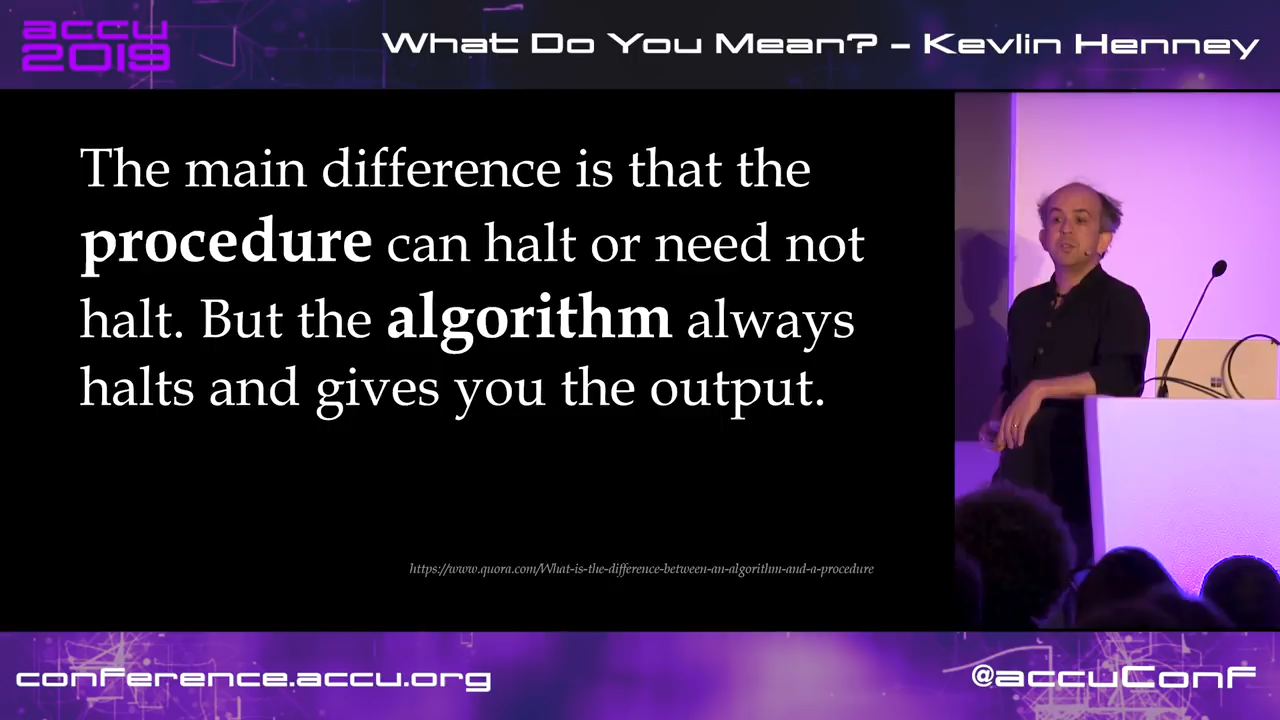 accu
2019
What Do You Mean? – Kevlin Henney
The main difference is that the
procedure can halt or need not
halt. But the algorithm always
halts and gives you the output.
https://www.quora.com/What-is-the-difference-between-an-algorithm-and-a-procedure
conference.accu.org
@accuConf